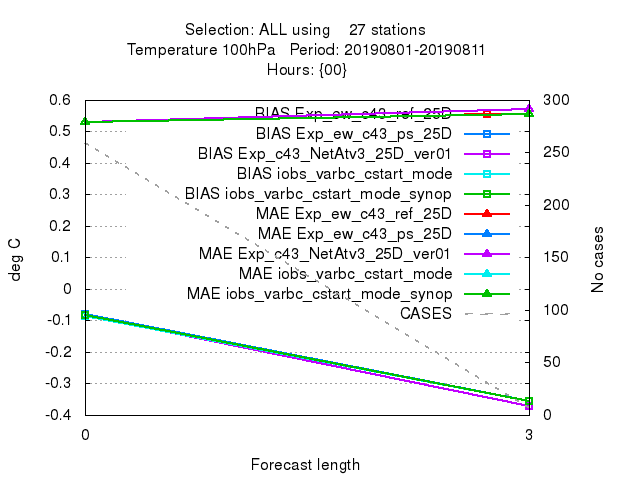 Selection: ALL using 27 stations
Temperature 100hPa Period: 20190801-20190811
Hours: {00}
0.6
0.5
0.4
0.3
0.2
0.1
0
-0.1
-0.2
-0.3
-0.4
deg C
300
250
200
150
100
50
0
No cases
BIAS Exp_ew_c43_ref_25D
BIAS Exp_ew_c43_ps_25D
BIAS Exp_c43_NetAtv3_25D_ver01
BIAS iobs_varbc_cstart_mode
BIAS iobs_varbc_cstart_mode_synop
MAE Exp_ew_c43_ref_25D
MAE Exp_ew_c43_ps_25D
MAE Exp_c43_NetAtv3_25D_ver01
MAE iobs_varbc_cstart_mode
MAE iobs_varbc_cstart_mode_synop
CASES
0 3
Forecast length